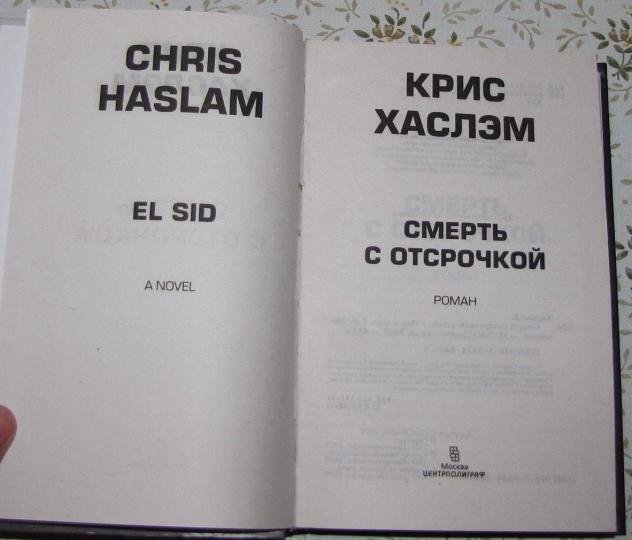 CHRIS
HASLAM
EL SID
A NOVEL
КРИС
ХАСЛЭМ
СМЕРТЬ
С ОТСРОЧКОЙ
РОМАН
Москва
ЦЕНТРПОЛИГРАФ